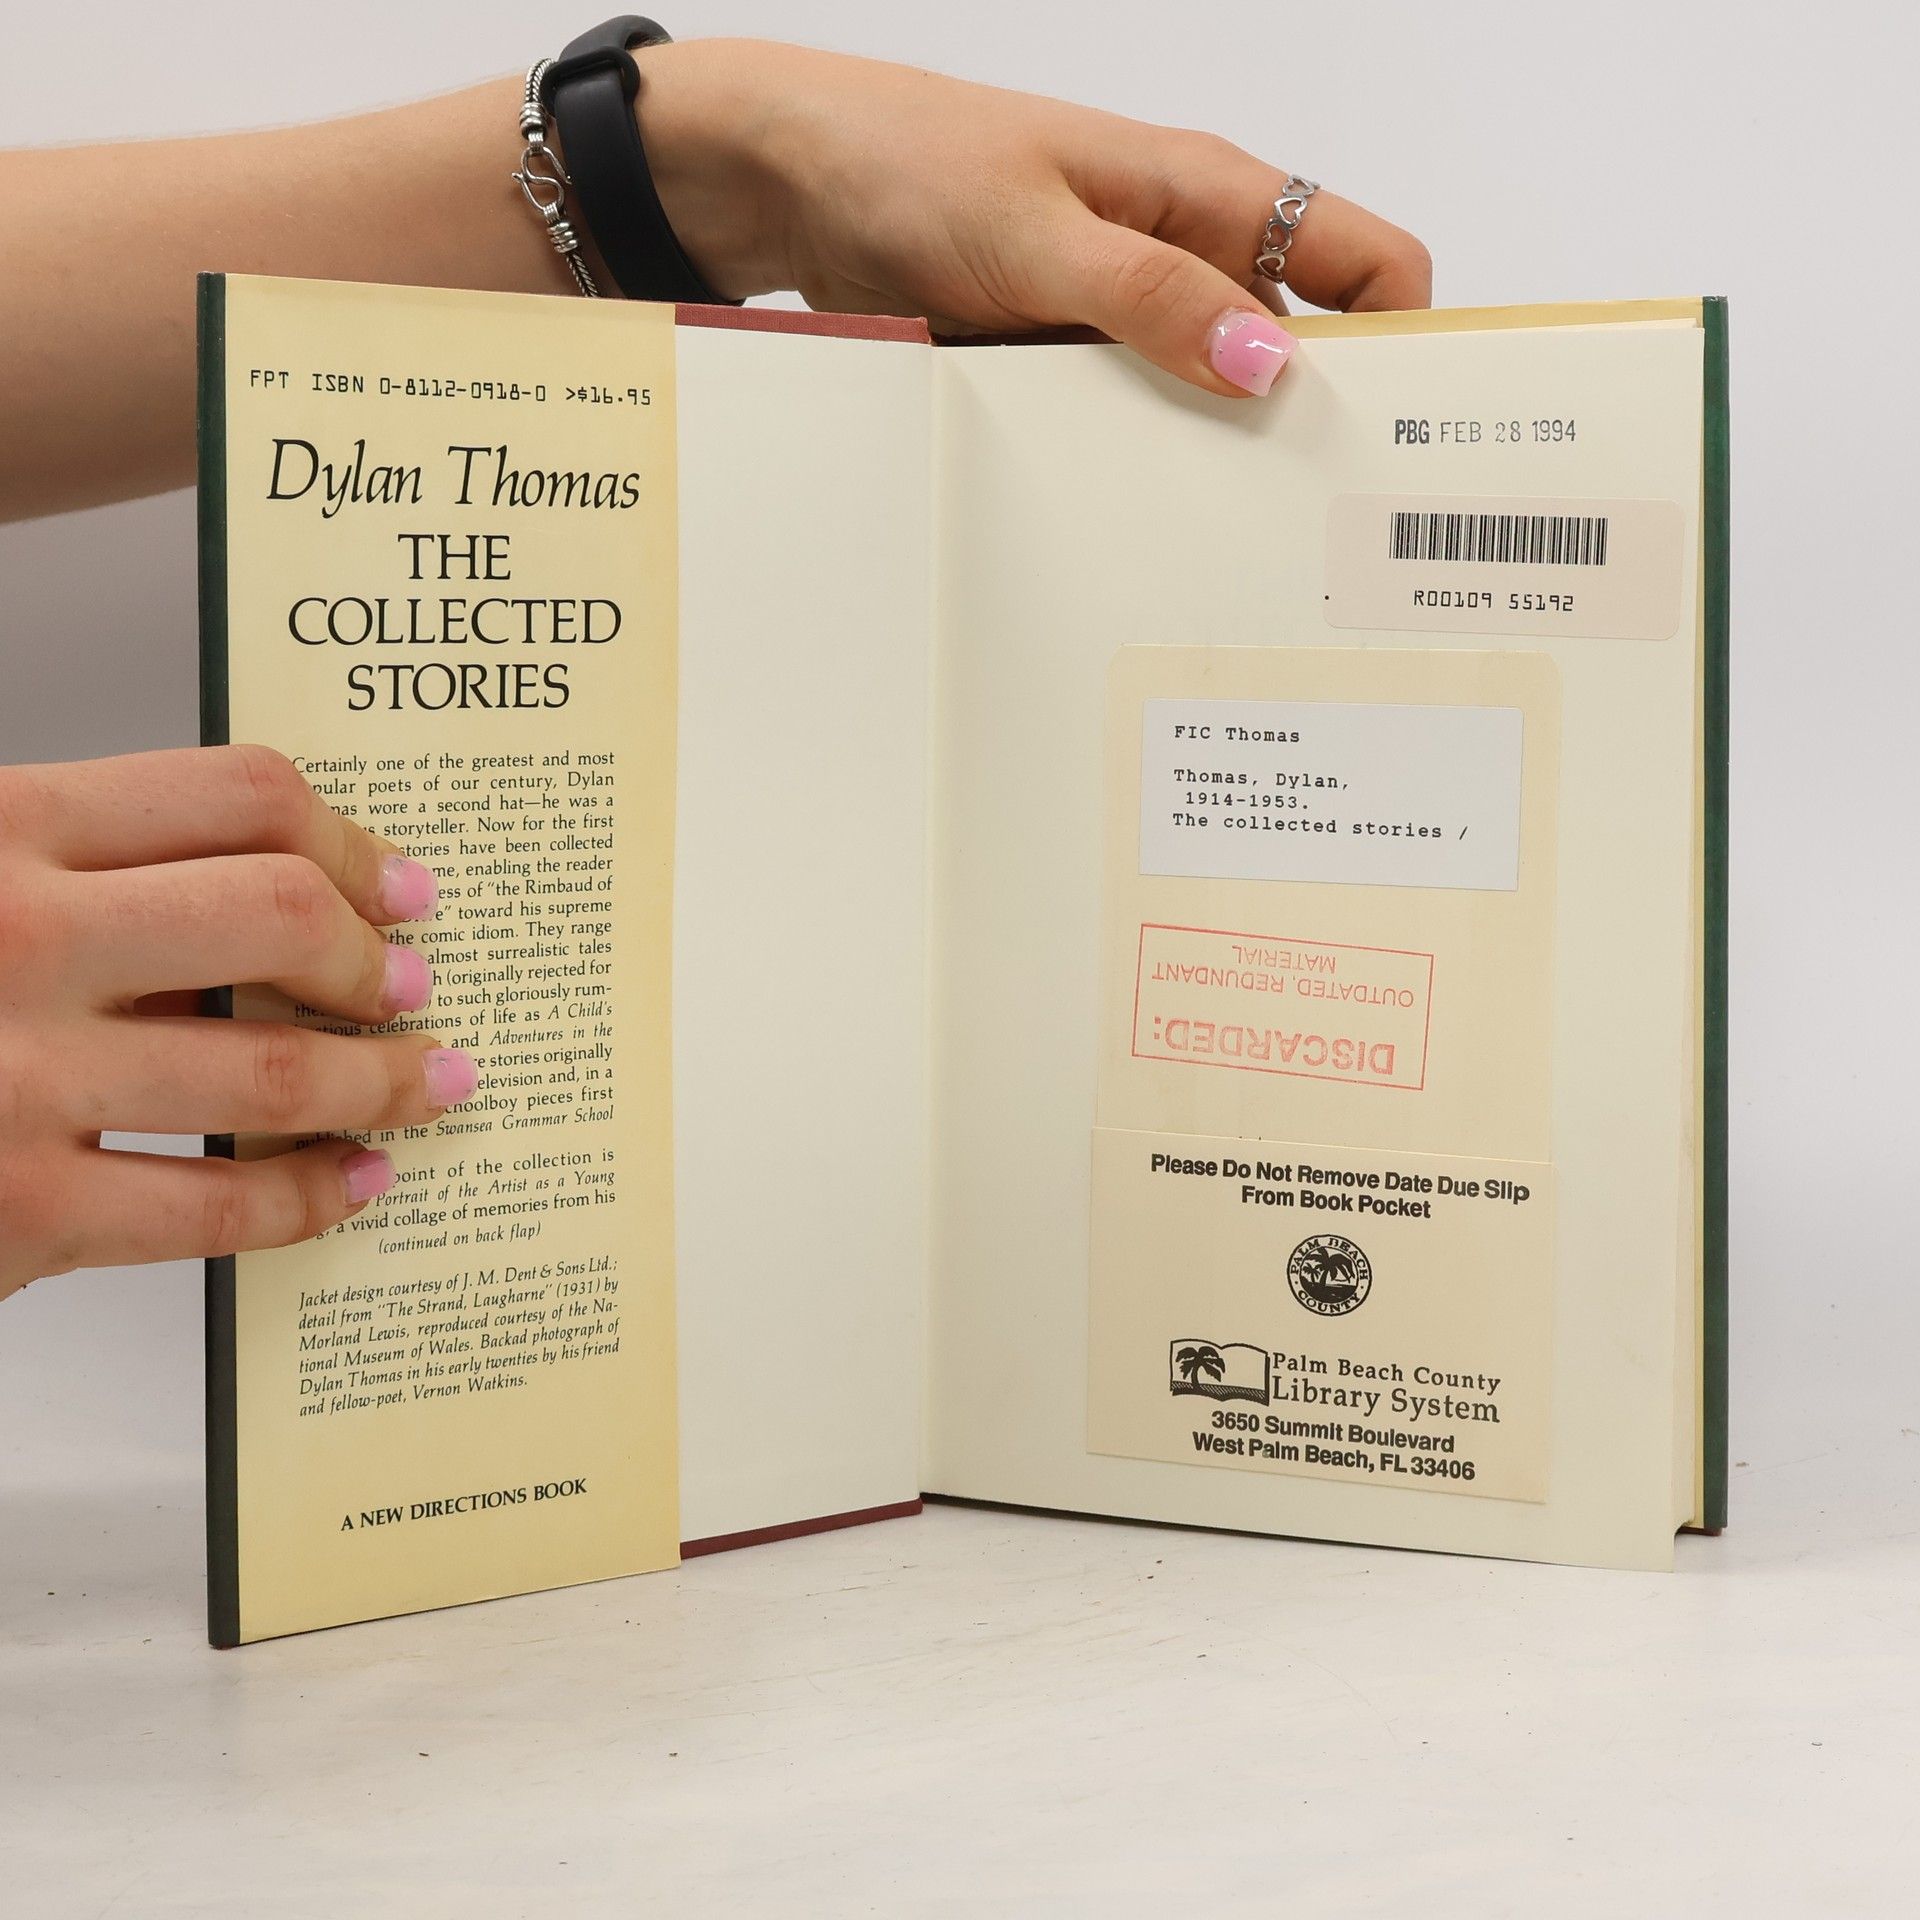 FPT ISBN 0-8112-0918-0 >$16.95
Dylan Thomas
THE
COLLECTED
STORIES
Certainly one of the greatest and most
pular poets of our century, Dylan
mas wore a second hat—he was a
s storyteller. Now for the first
stories have been collected
me, enabling the reader
ess of "the Rimbaud of
e" toward his supreme
the comic idiom. They range
almost surrealistic tales
h (originally rejected for
) to such gloriously rum-
tious celebrations of life as A Child's
and Adventures in the
re stories originally
elevision and, in a
choolboy pieces first
published in the Swansea Grammar School
point of the collection is
Portrait of the Artist as a Young
g, a vivid collage of memories from his
(continued on back flap)
Jacket design courtesy of J. M. Dent & Sons Ltd.;
detail from "The Strand, Laugharne" (1931) by
Morland Lewis, reproduced courtesy of the Na-
tional Museum of Wales. Backad photograph of
Dylan Thomas in his early twenties by his friend
and fellow-poet, Vernon Watkins.
A NEW DIRECTIONS BOOK
PBG FEB 28 1994
R00109 55192
FIC Thomas
Thomas, Dylan,
1914-1953.
The collected stories /
DISCARDED:
OUTDATED, REDUNDANT
MATERIAL
Please Do Not Remove Date Due Slip
From Book Pocket
PALM BEACH
COUNTY
Palm Beach County
Library System
3650 Summit Boulevard
West Palm Beach, FL 33406